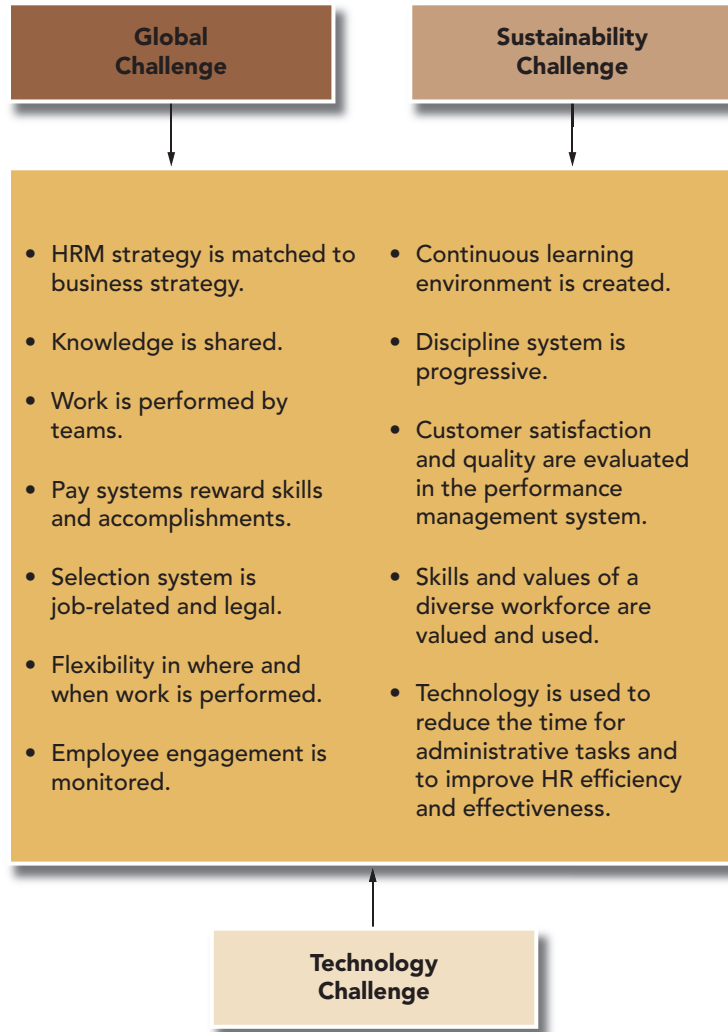 Global
Challenge
Sustainability
Challenge
• HRM strategy is matched to
business strategy.
• Knowledge is shared.
• Work is performed by
teams.
• Pay systems reward skills
and accomplishments.
• Selection system is
job-related and legal.
• Flexibility in where and
when work is performed.
• Employee engagement is
monitored.
• Continuous learning
environment is created.
• Discipline system is
progressive.
• Customer satisfaction
and quality are evaluated
in the performance
management system.
• Skills and values of a
diverse workforce are
valued and used.
• Technology is used to
reduce the time for
administrative tasks and
to improve HR efficiency
and effectiveness.
Technology
Challenge